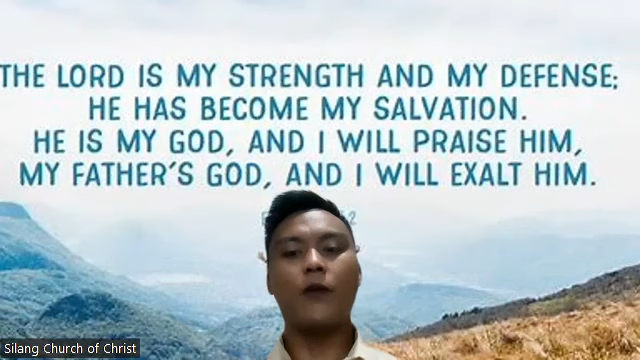 THE LORD IS MY STRENGTH AND MY DEFENSE;
HE HAS BECOME MY SALVATION.
HE IS MY GOD, AND I WILL PRAISE HIM,
MY FATHER'S GOD, AND I WILL EXALT HIM.
Silang Church of Christ